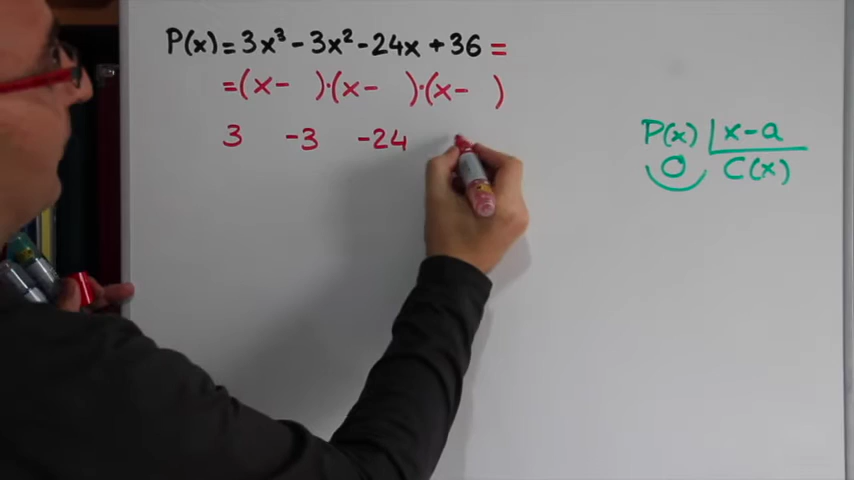 P(x) = 3x³ - 3x² - 24x + 36 =
= (x -   )·(x -   )·(x -   )
3   -3   -24
P(x) | x - a
0   C(x)